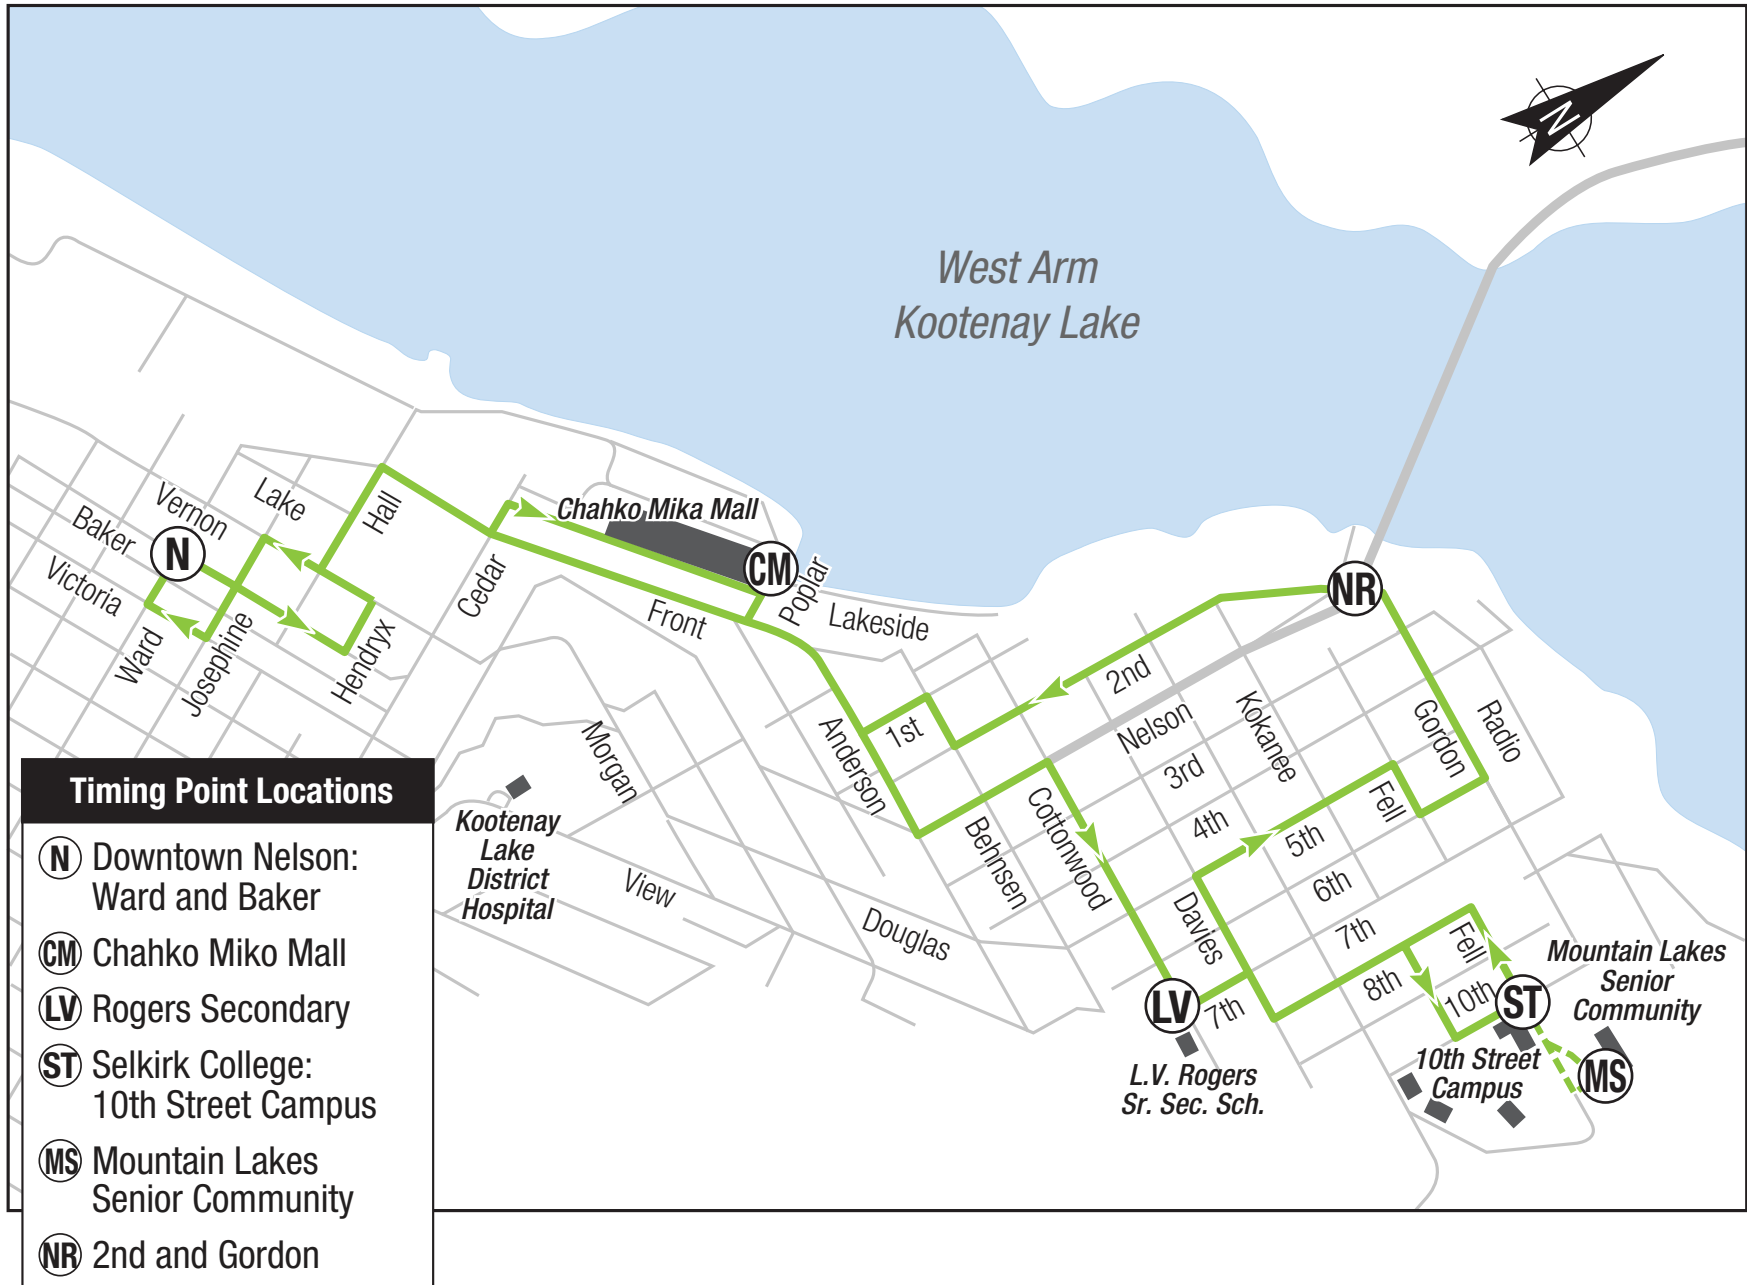 N
West Arm
Kootenay Lake
Vernon
Lake
Hall
Baker
N
Victoria
Ward
Josephine
Hendryx
Cedar
Chahko Mika Mall
CM
Poplar
Front
Lakeside
NR
2nd
1st
Anderson
Nelson
Kokanee
Gordon
Radio
3rd
4th
5th
Fell
6th
7th
Morgan
Kootenay
Lake
District
Hospital
View
Douglas
Behnsen
Cottonwood
Davies
8th
Fell
10th
ST
LV
7th
L.V. Rogers
Sr. Sec. Sch.
10th Street
Campus
Mountain Lakes
Senior
Community
MS
Timing Point Locations
N Downtown Nelson:
Ward and Baker
CM Chahko Miko Mall
LV Rogers Secondary
ST Selkirk College:
10th Street Campus
MS Mountain Lakes
Senior Community
NR 2nd and Gordon